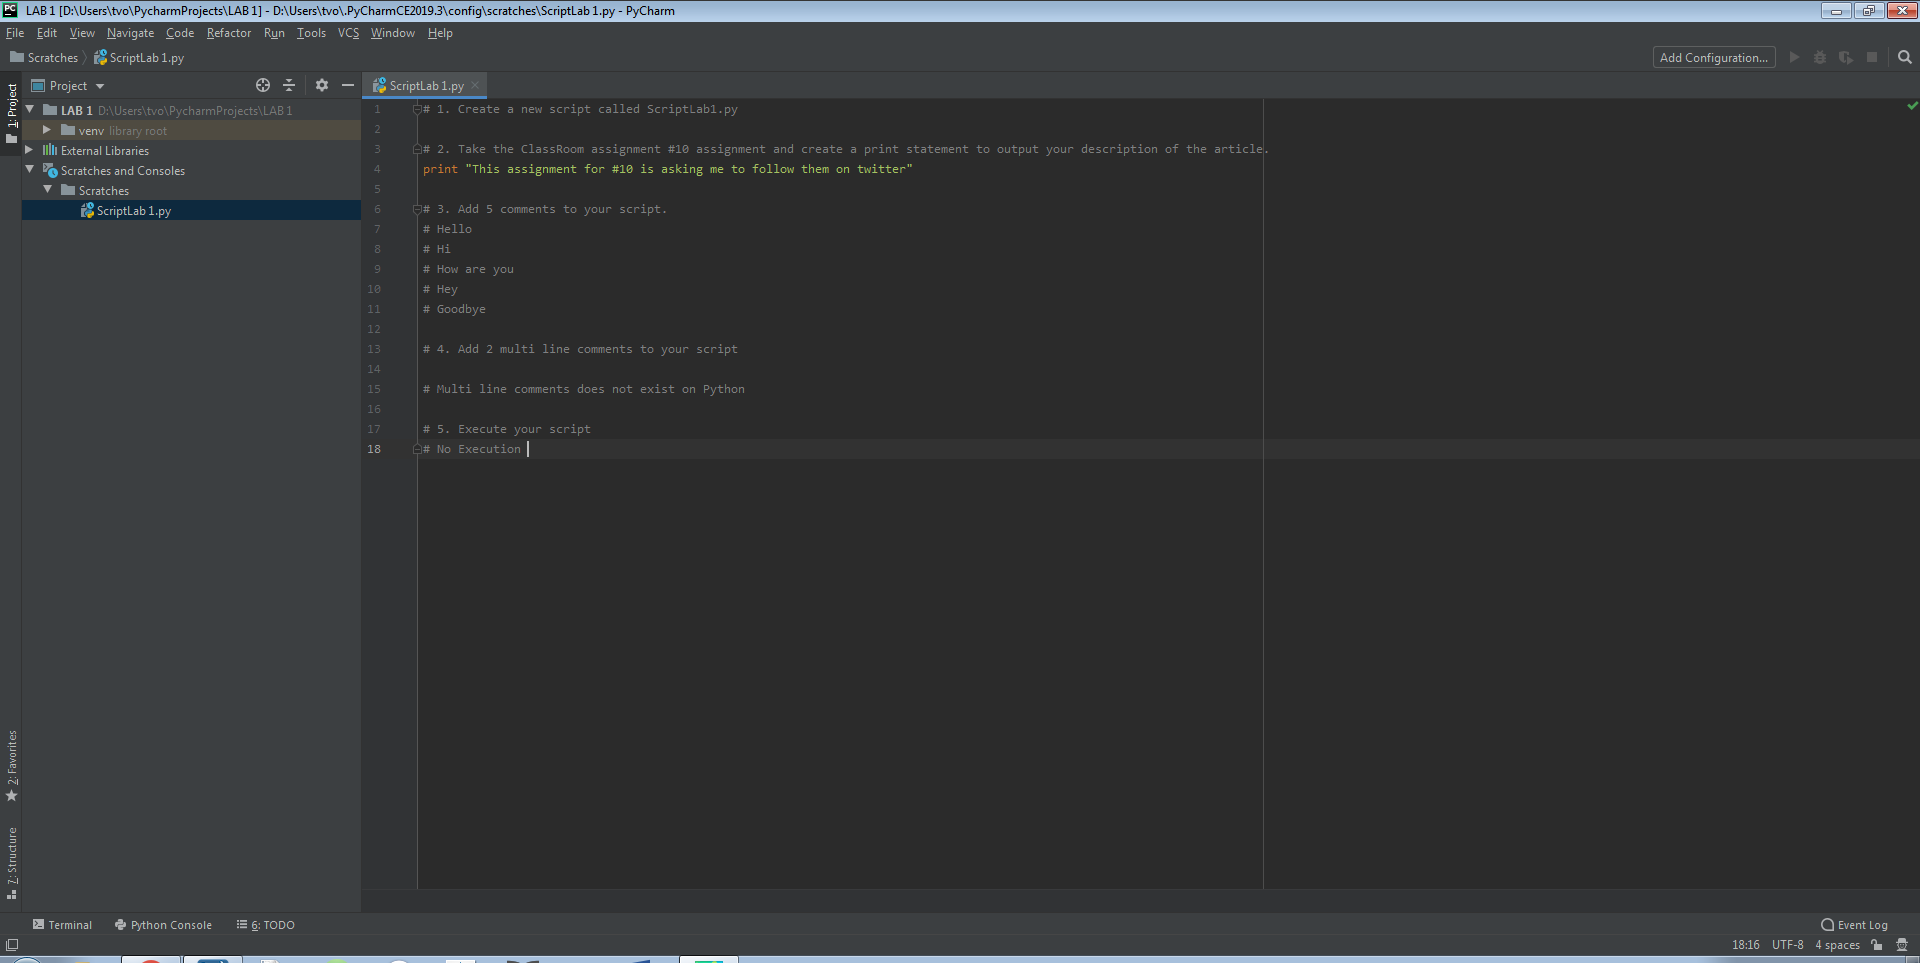 PC LAB 1 [D:\Users\tvo\PycharmProjects\LAB 1] - D:\Users\tvo\.PyCharmCE2019.3\config\scratches\ScriptLab 1.py - PyCharm
File Edit View Navigate Code Refactor Run Tools VCS Window Help
Scratches ScriptLab 1.py Add Configuration...
1: Project
Project
LAB 1 D:\Users\tvo\PycharmProjects\LAB 1
venv library root
External Libraries
Scratches and Consoles
Scratches
ScriptLab 1.py
2: Favorites
7: Structure
ScriptLab 1.py
1 # 1. Create a new script called ScriptLab1.py
2
3 # 2. Take the ClassRoom assignment #10 assignment and create a print statement to output your description of the article.
4 print "This assignment for #10 is asking me to follow them on twitter"
5
6 # 3. Add 5 comments to your script.
7 # Hello
8 # Hi
9 # How are you
10 # Hey
11 # Goodbye
12
13 # 4. Add 2 multi line comments to your script
14
15 # Multi line comments does not exist on Python
16
17 # 5. Execute your script
18 # No Execution
Terminal Python Console 6: TODO Event Log
18:16 UTF-8 4 spaces